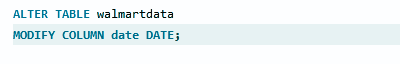 ALTER TABLE walmartdata
MODIFY COLUMN date DATE;